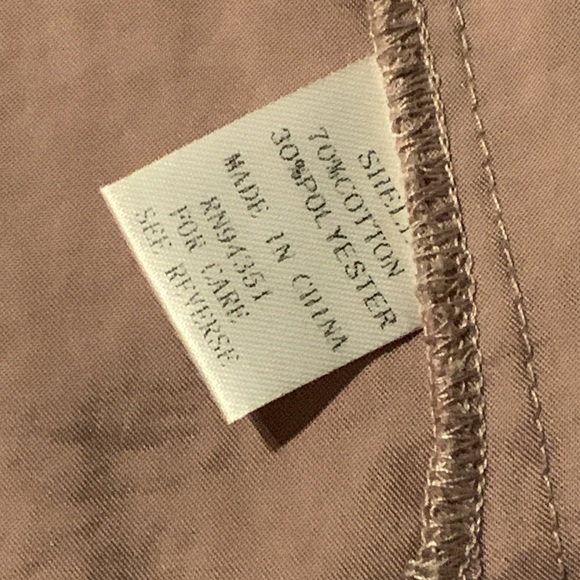 SHELL
70%COTTON
30%POLYESTER
MADE IN CHINA
RN94351
FOR CARE
SEE REVERSE